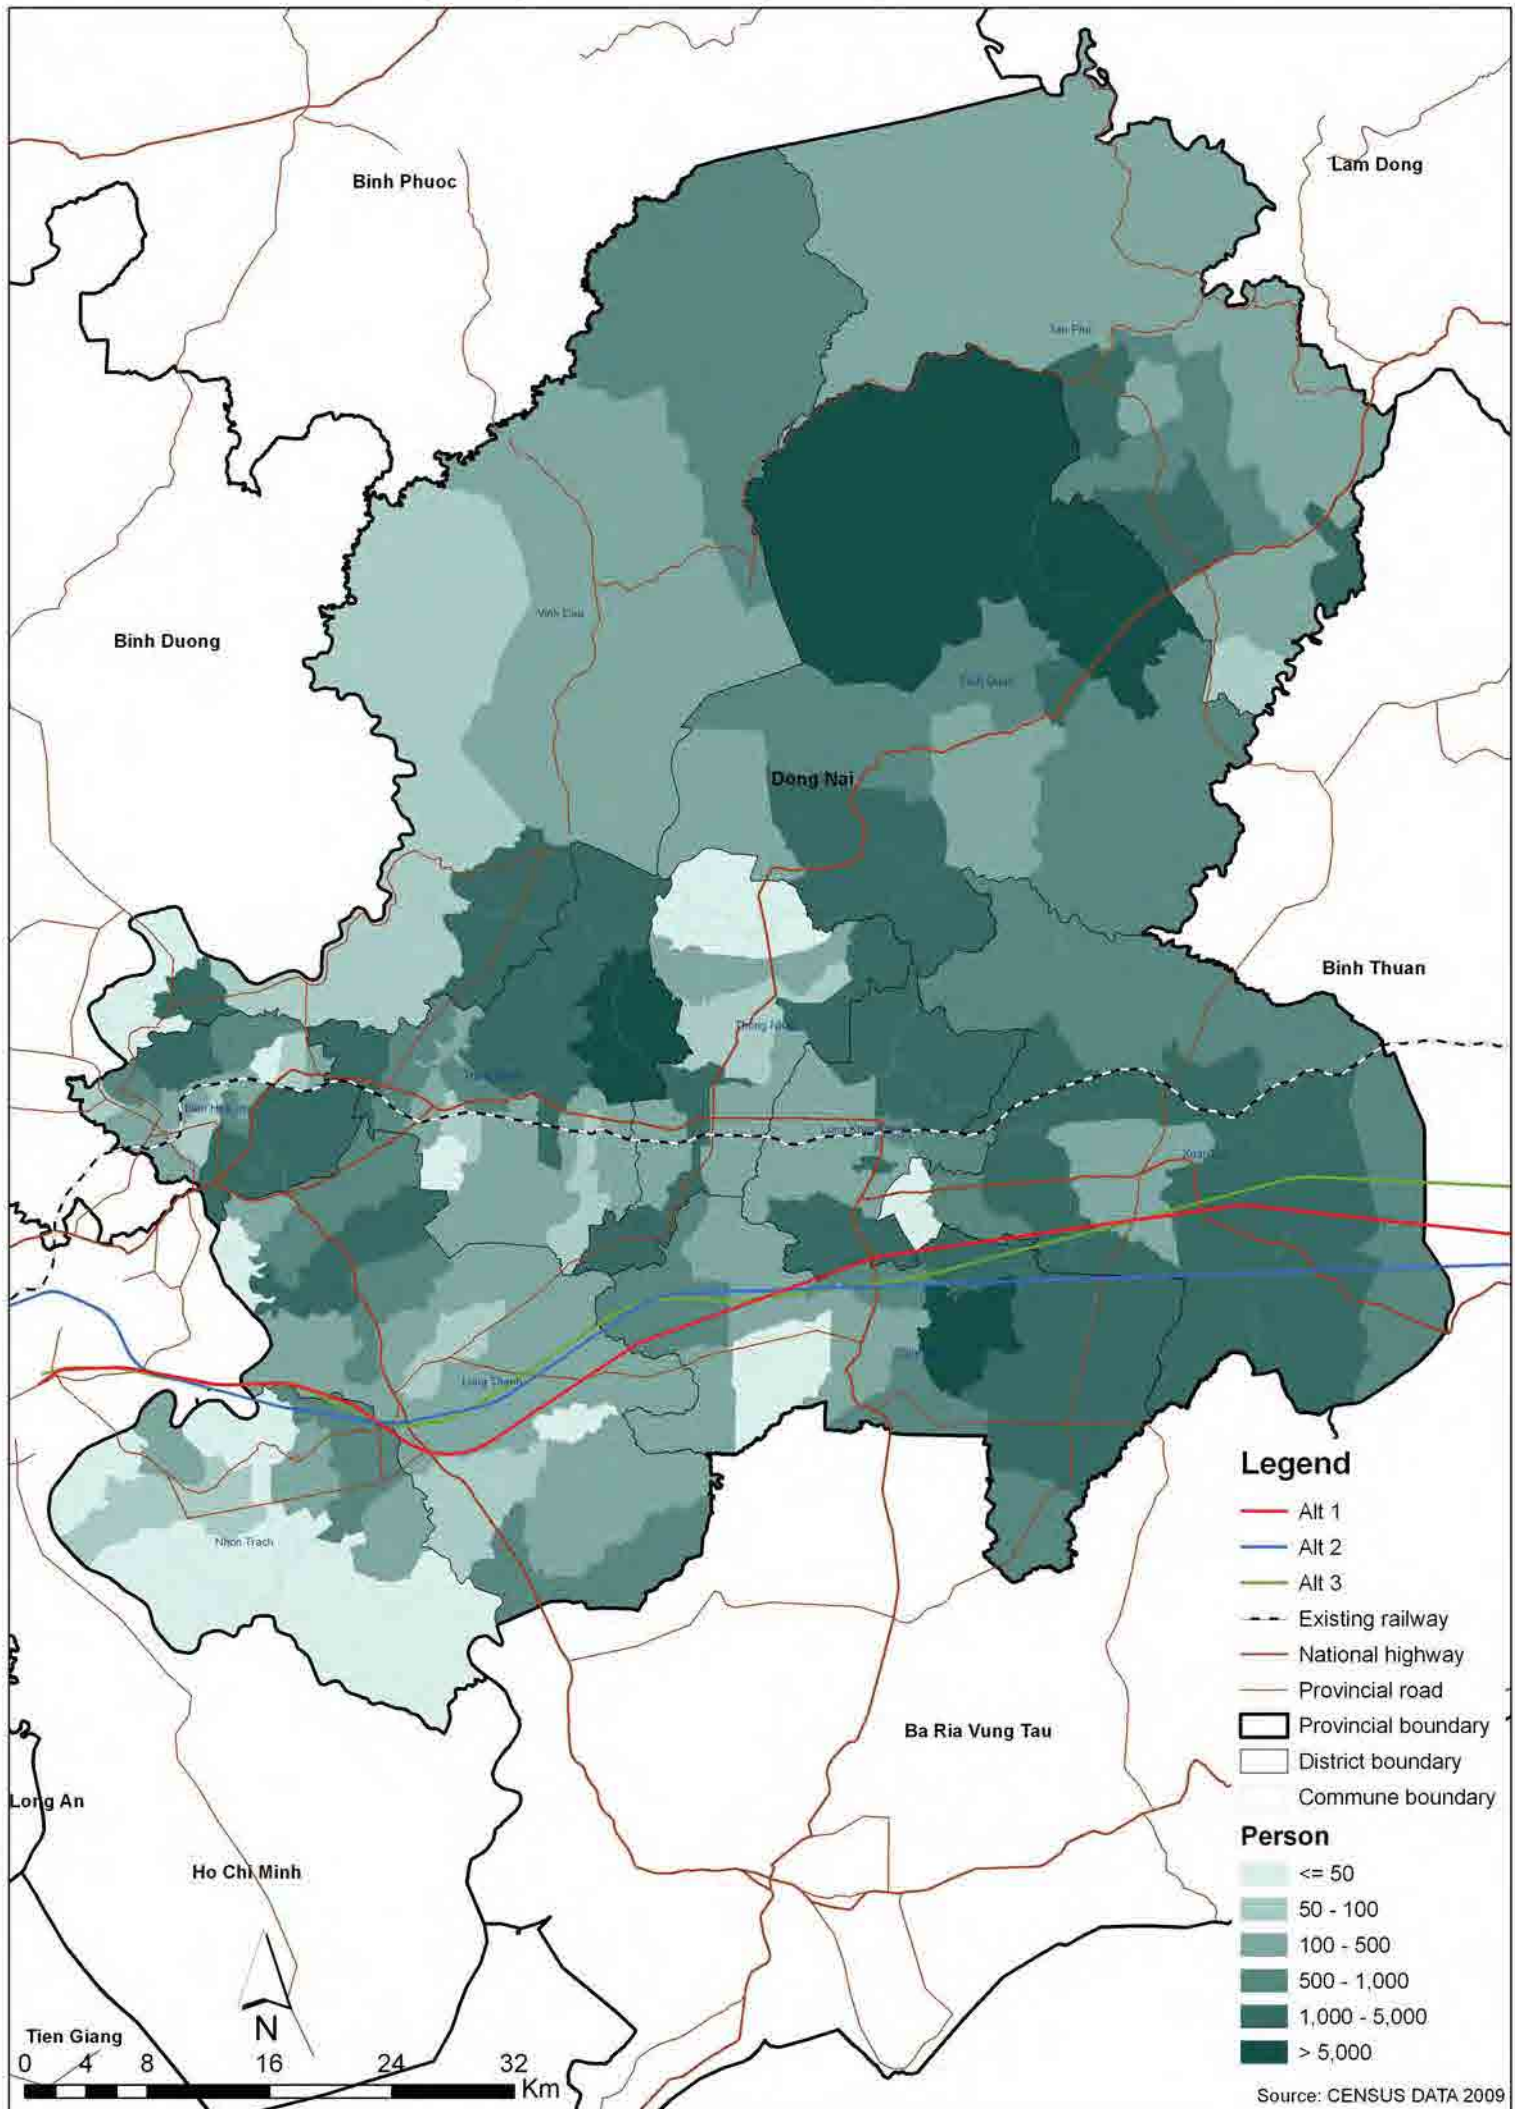 Binh Phuoc
Lam Dong
Tan Phu
Vinh Cuu
Binh Duong
Dong Nai
Binh Thuan
Long Thanh
Nhon Trach
Legend
Alt 1
Alt 2
Alt 3
Existing railway
National highway
Provincial road
Provincial boundary
District boundary
Commune boundary
Person
<= 50
50 - 100
100 - 500
500 - 1,000
1,000 - 5,000
> 5,000
Ba Ria Vung Tau
Long An
Ho Chi Minh
N
Tien Giang
0 4 8 16 24 32
Km
Source: CENSUS DATA 2009